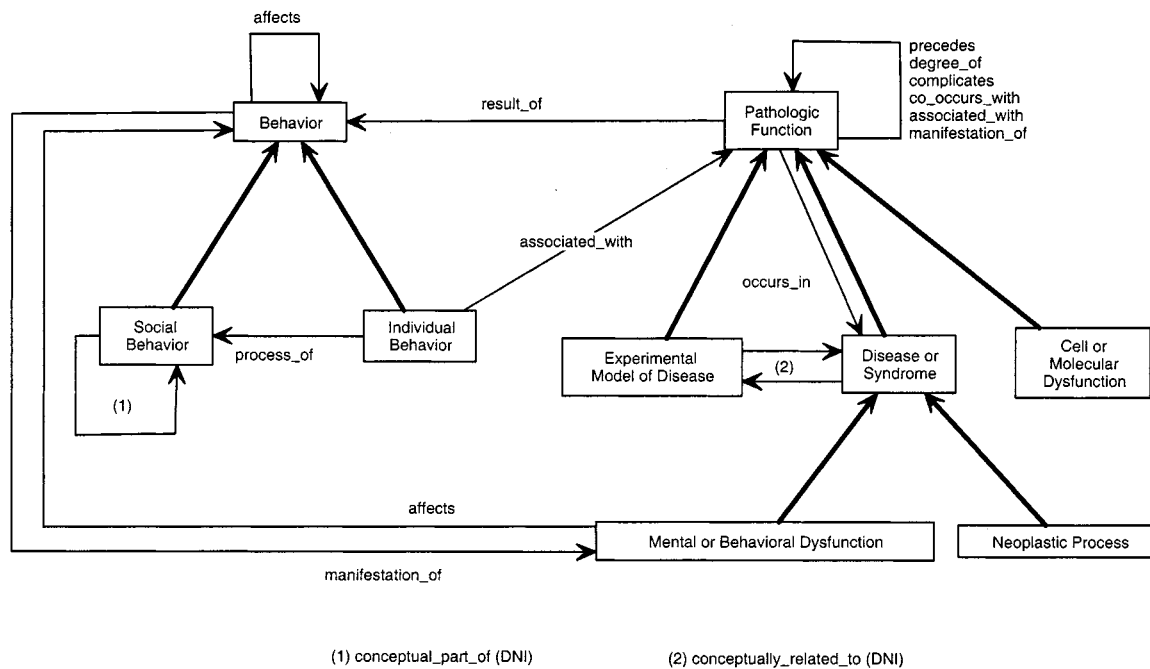 affects
precedes
degree_of
complicates
co_occurs_with
associated_with
manifestation_of
result_of
Behavior
Pathologic
Function
associated_with
occurs_in
Social
Behavior
Individual
Behavior
process_of
Experimental
Model of Disease
(2)
Disease or
Syndrome
Cell or
Molecular
Dysfunction
(1)
affects
Mental or Behavioral Dysfunction
Neoplastic Process
manifestation_of
(1) conceptual_part_of (DNI)
(2) conceptually_related_to (DNI)